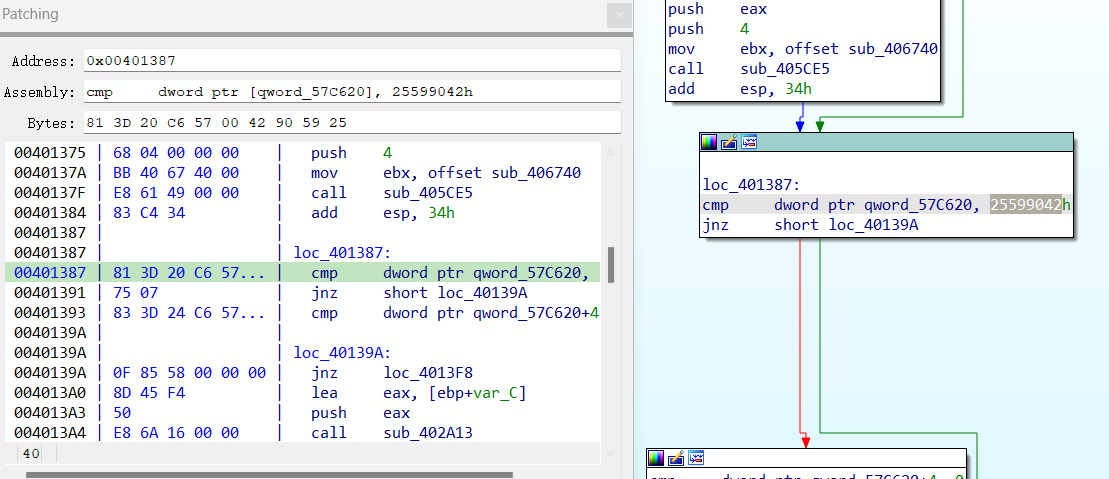 Patching
Address: 0x00401387
Assembly: cmp     dword ptr [qword_57C620], 25599042h
Bytes: 81 3D 20 C6 57 00 42 90 59 25
00401375 | 68 04 00 00 00    |   push    4
0040137A | BB 40 67 40 00    |   mov     ebx, offset sub_406740
0040137F | E8 61 49 00 00    |   call    sub_405CE5
00401384 | 83 C4 34          |   add     esp, 34h
00401387 |                   |
00401387 |                   | loc_401387:
00401387 | 81 3D 20 C6 57... |   cmp     dword ptr qword_57C620,
00401391 | 75 07             |   jnz     short loc_40139A
00401393 | 83 3D 24 C6 57... |   cmp     dword ptr qword_57C620+4
0040139A |                   |
0040139A |                   | loc_40139A:
0040139A | 0F 85 58 00 00 00 |   jnz     loc_4013F8
004013A0 | 8D 45 F4          |   lea     eax, [ebp+var_C]
004013A3 | 50                |   push    eax
004013A4 | E8 6A 16 00 00    |   call    sub_402A13
40
push    eax
push    4
mov     ebx, offset sub_406740
call    sub_405CE5
add     esp, 34h
loc_401387:
cmp     dword ptr qword_57C620, 25599042h
jnz     short loc_40139A